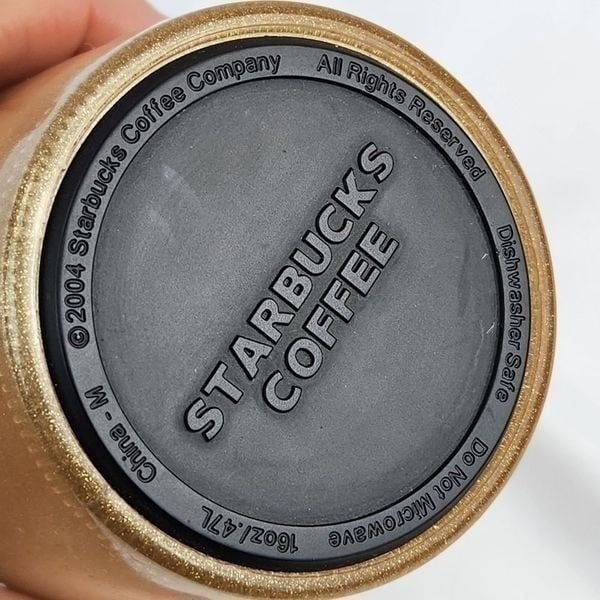 STARBUCKS
COFFEE
©2004 Starbucks Coffee Company
All Rights Reserved
Dishwasher Safe
Do Not Microwave
16oz/.47L
China - M